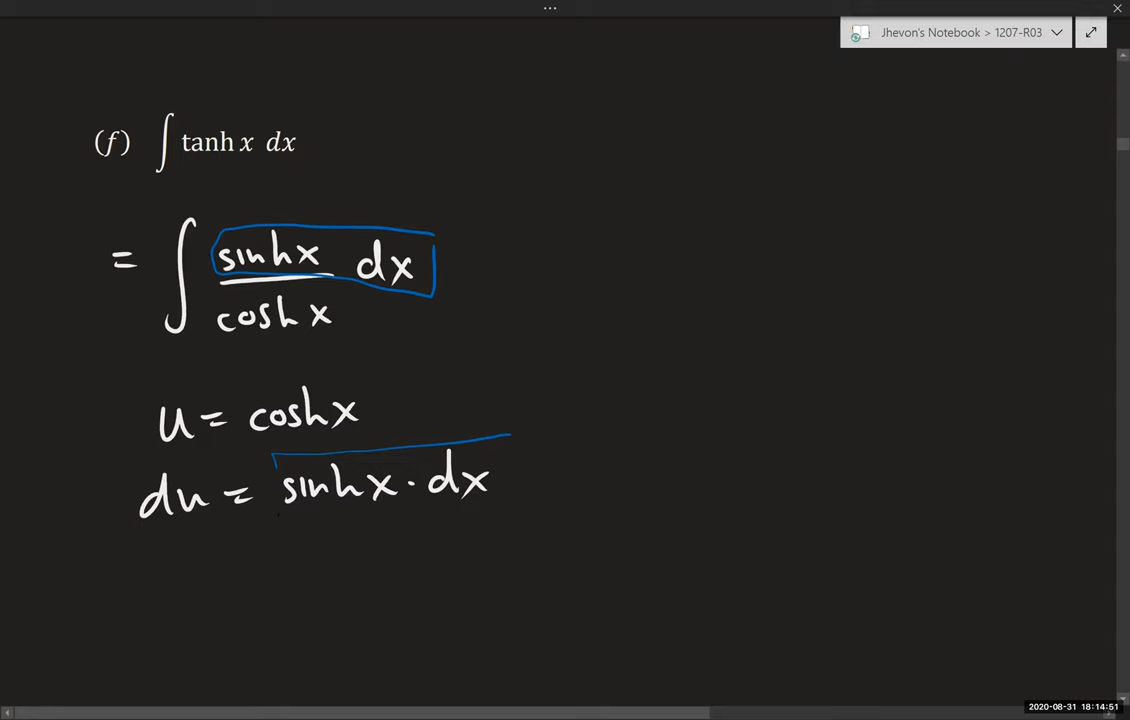 ...
Jhevon's Notebook > 1207-R03
(f) ∫ tanh x dx
= ∫ sinhx/coshx dx
u = coshx
du = sinhx · dx
2020-08-31 18:14:51